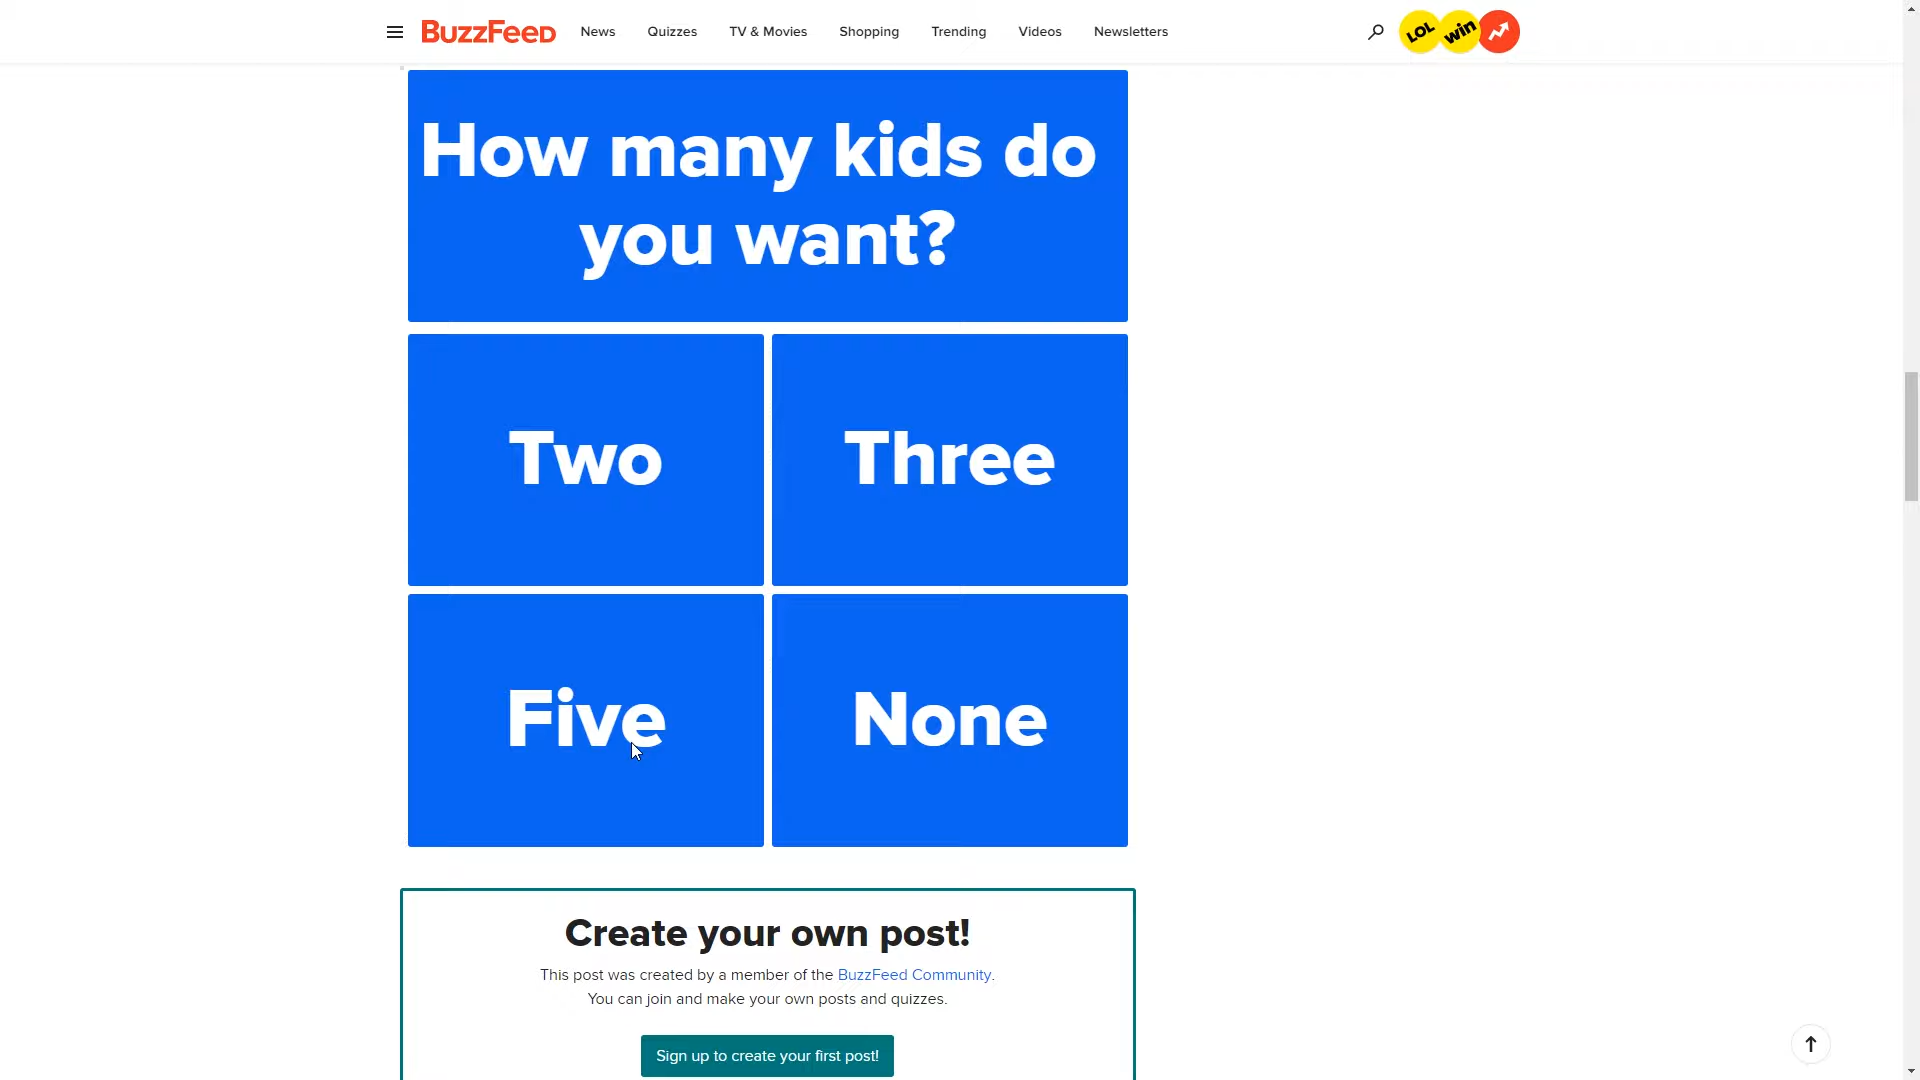 BuzzFeed News Quizzes TV & Movies Shopping Trending Videos Newsletters LOL win
How many kids do
you want?
Two Three
Five None
Create your own post!
This post was created by a member of the BuzzFeed Community.
You can join and make your own posts and quizzes.
Sign up to create your first post!